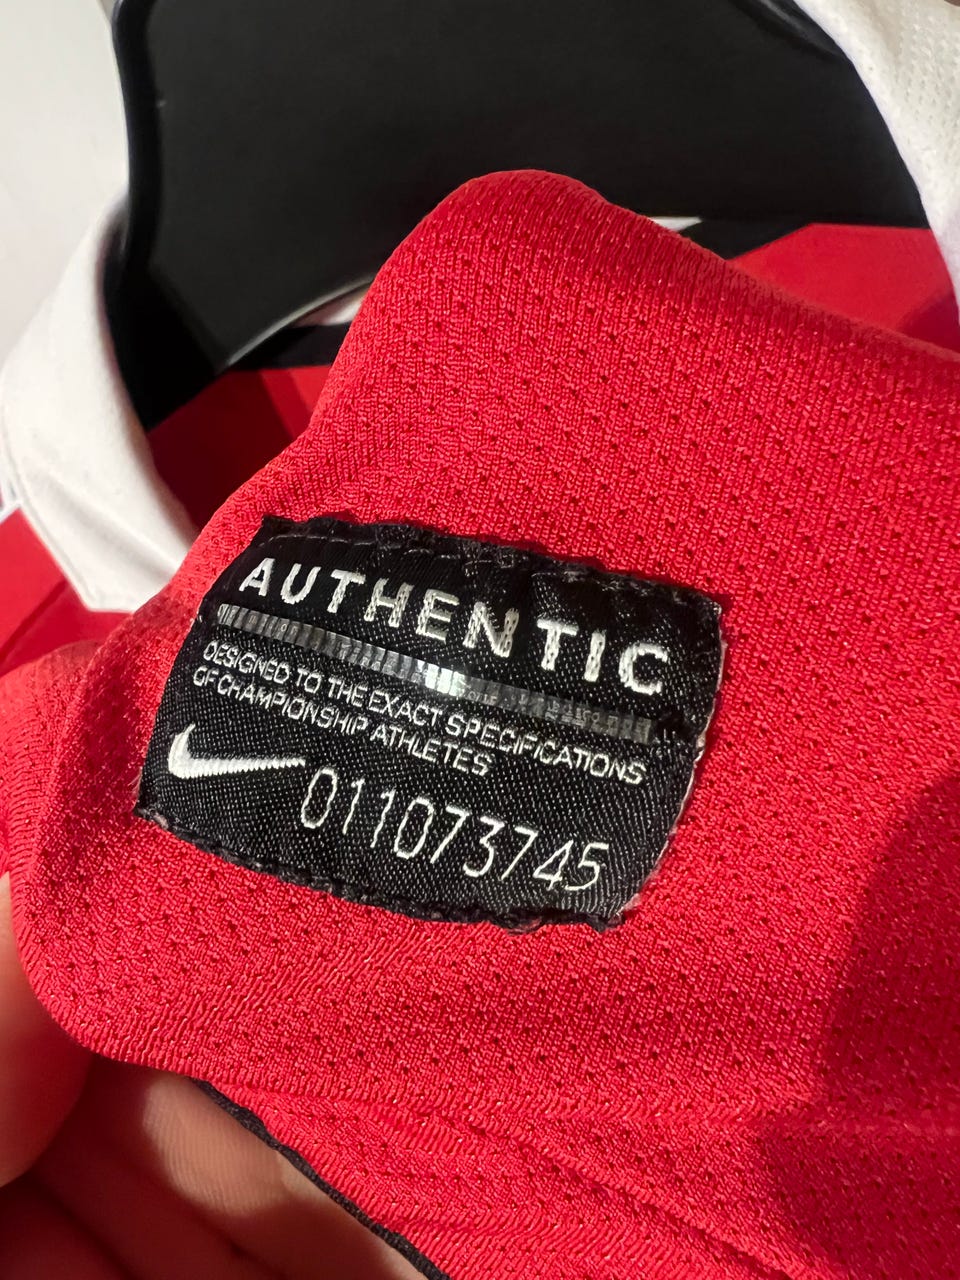 AUTHENTIC
DESIGNED TO THE EXACT SPECIFICATIONS
OF CHAMPIONSHIP ATHLETES
011073745